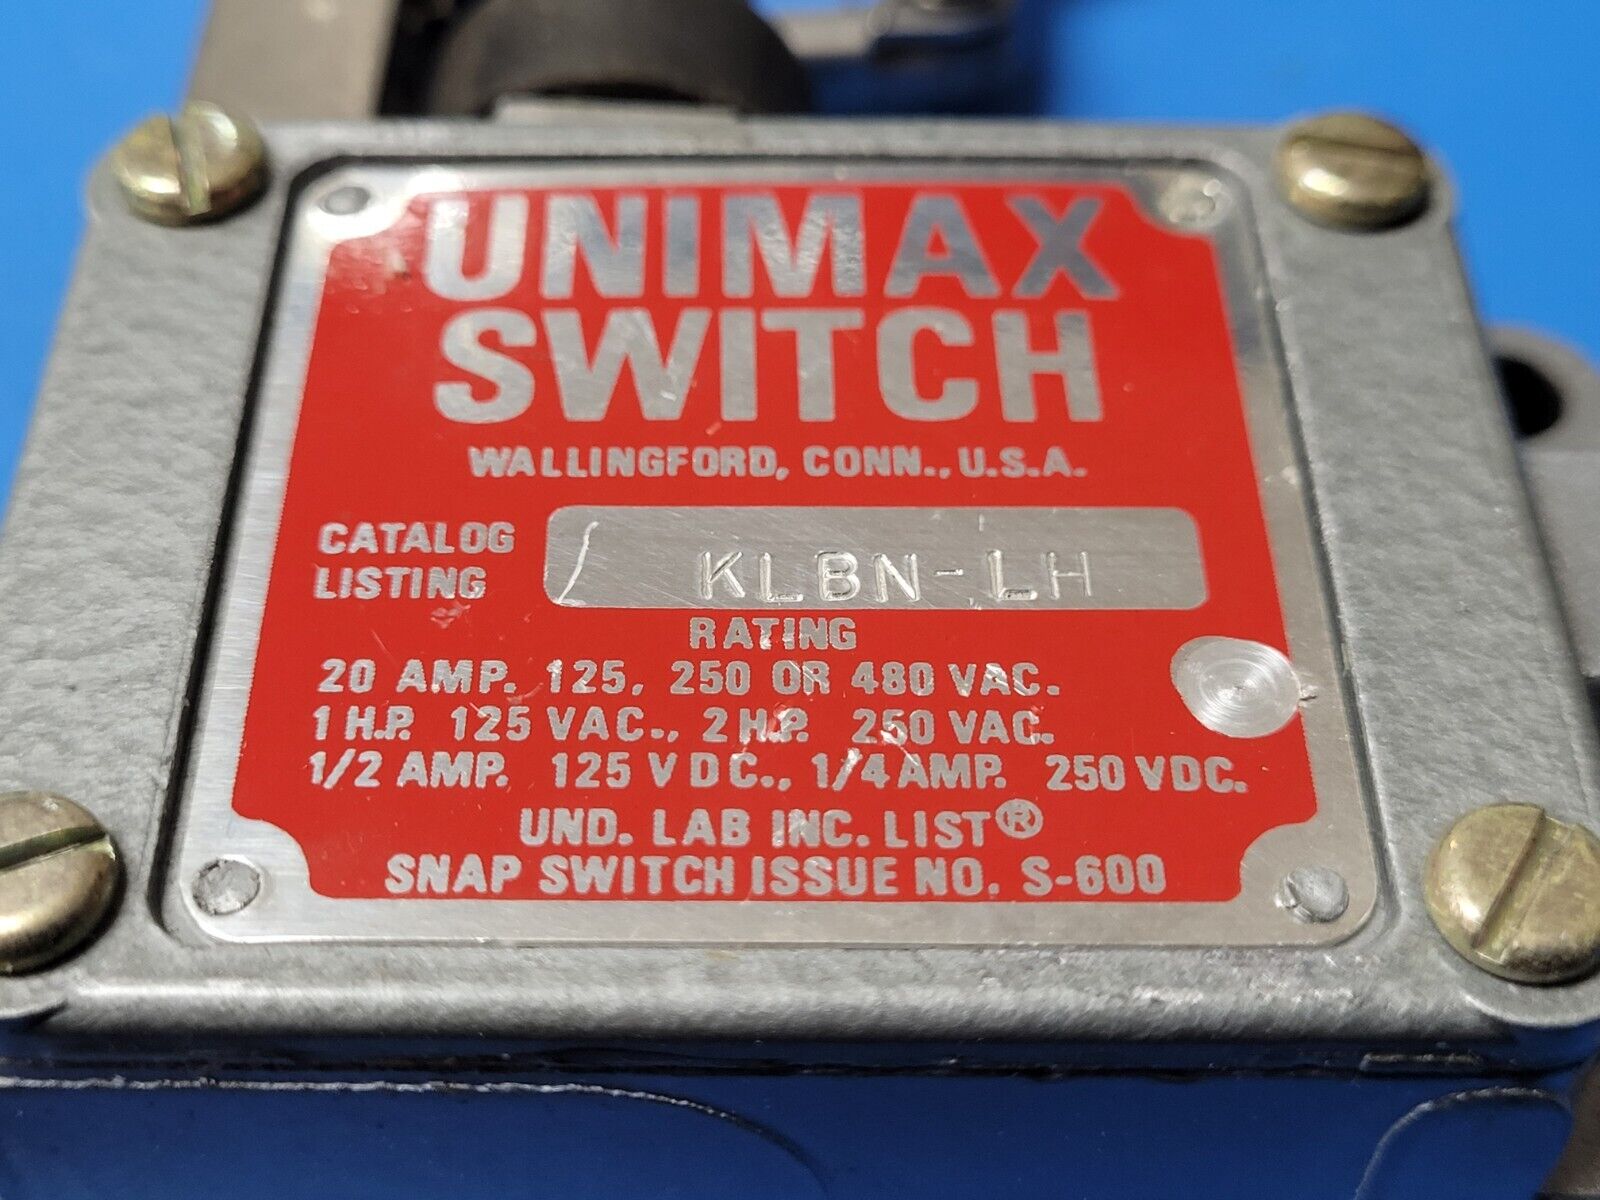 UNIMAX
SWITCH
WALLINGFORD, CONN., U.S.A.
CATALOG
LISTING
KLBN-LH
RATING
20 AMP. 125, 250 OR 480 VAC.
1 H.P. 125 VAC., 2 H.P. 250 VAC.
1/2 AMP. 125 VDC., 1/4 AMP. 250 VDC.
UND. LAB INC. LIST®
SNAP SWITCH ISSUE NO. S-600